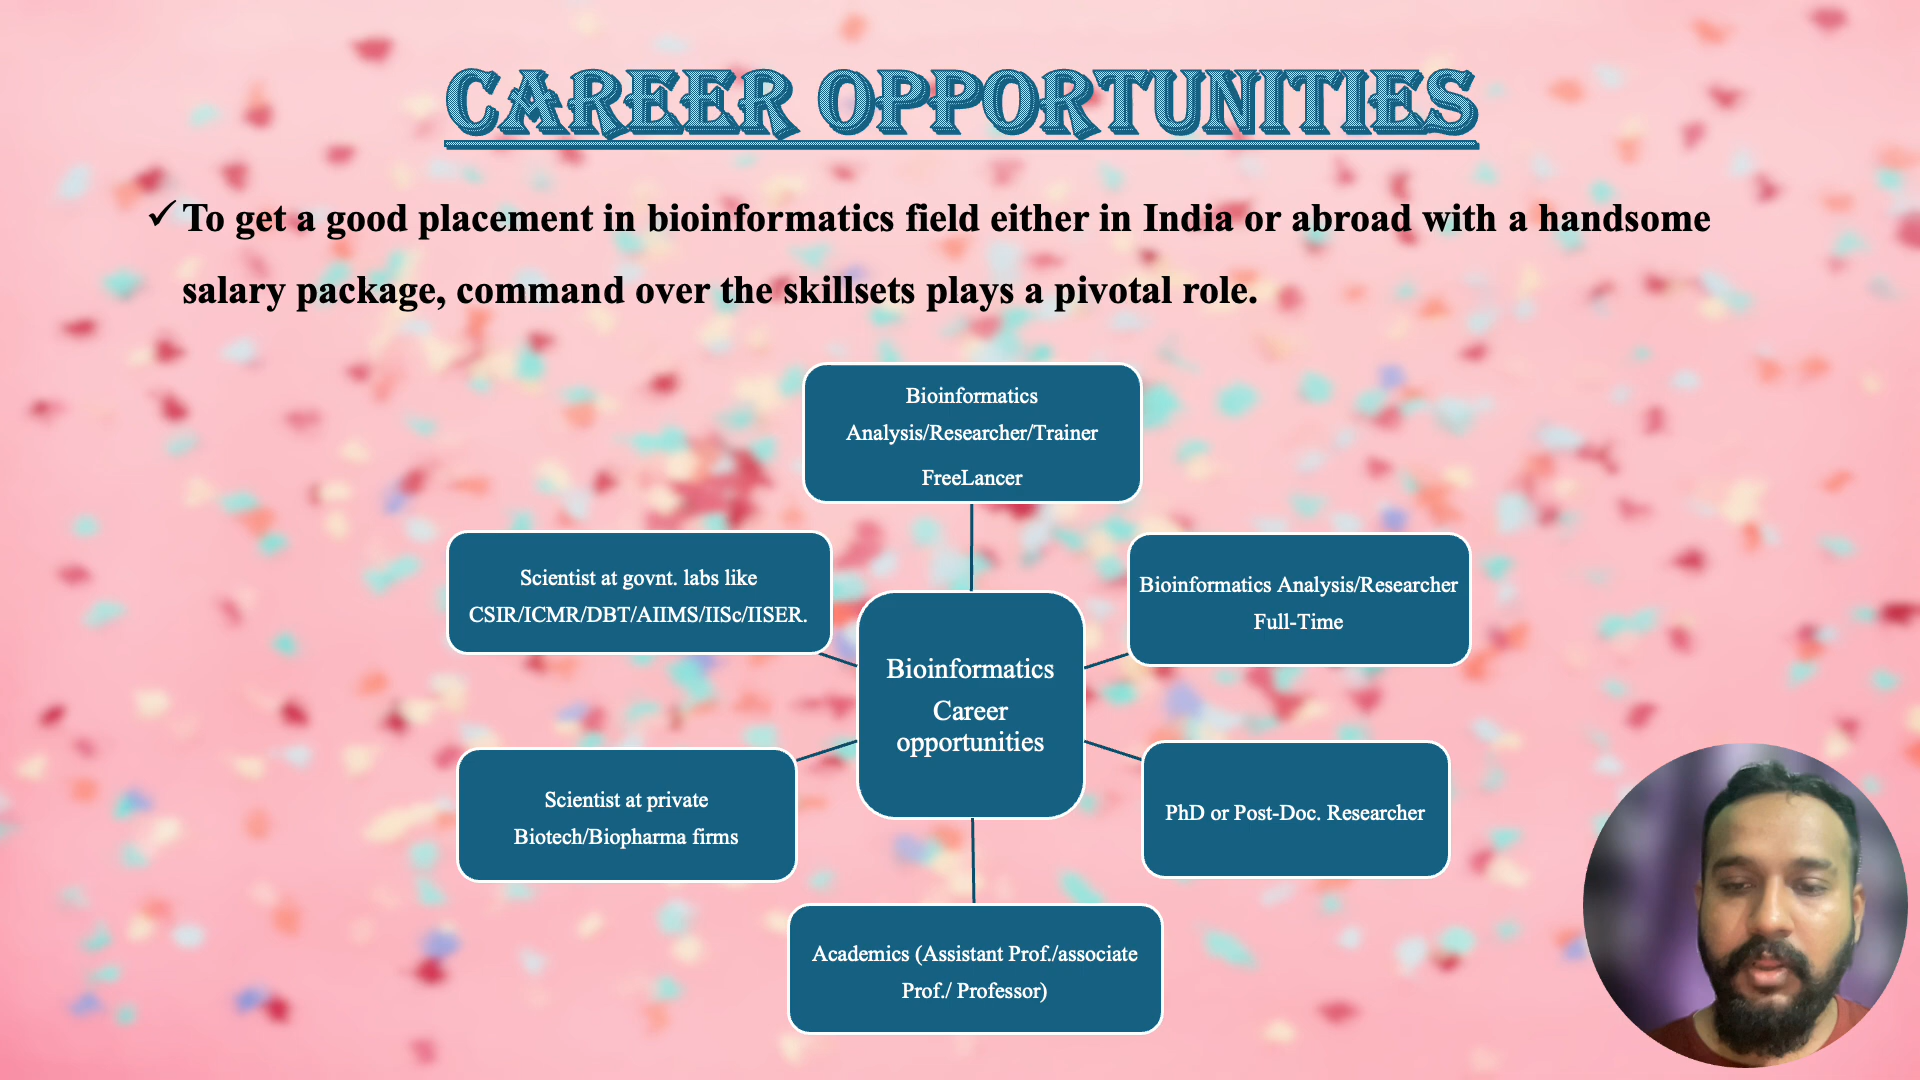 CAREER OPPORTUNITIES
✓ To get a good placement in bioinformatics field either in India or abroad with a handsome
salary package, command over the skillsets plays a pivotal role.
Bioinformatics
Analysis/Researcher/Trainer
FreeLancer
Scientist at govnt. labs like
CSIR/ICMR/DBT/AIIMS/IISc/IISER.
Bioinformatics Analysis/Researcher
Full-Time
Bioinformatics
Career
opportunities
Scientist at private
Biotech/Biopharma firms
PhD or Post-Doc. Researcher
Academics (Assistant Prof./associate
Prof./ Professor)